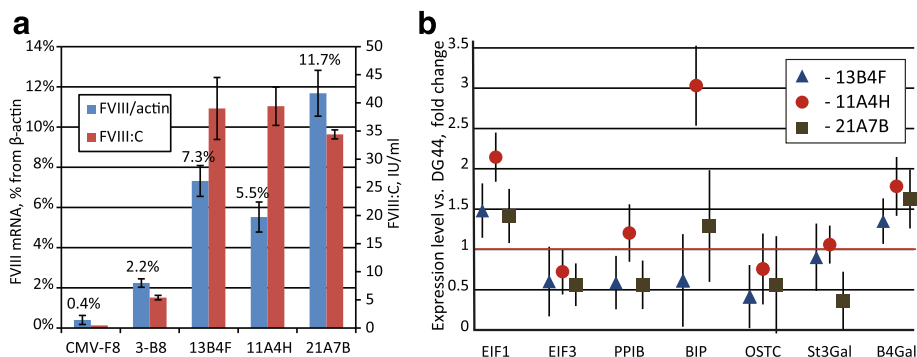 a
FVIII mRNA, % from β-actin
14%
12%
10%
8%
6%
4%
2%
0%
FVIII/actin
FVIII:C
0.4%
2.2%
7.3%
5.5%
11.7%
50
45
40
35
30
25
20
15
10
5
0
FVIII:C, IU/ml
CMV-F8
3-B8
13B4F
11A4H
21A7B
b
Expression level vs. DG44, fold change
3.5
3
2.5
2
1.5
1
0.5
0
- 13B4F
- 11A4H
- 21A7B
EIF1
EIF3
PPIB
BIP
OSTC
St3Gal
B4Gal